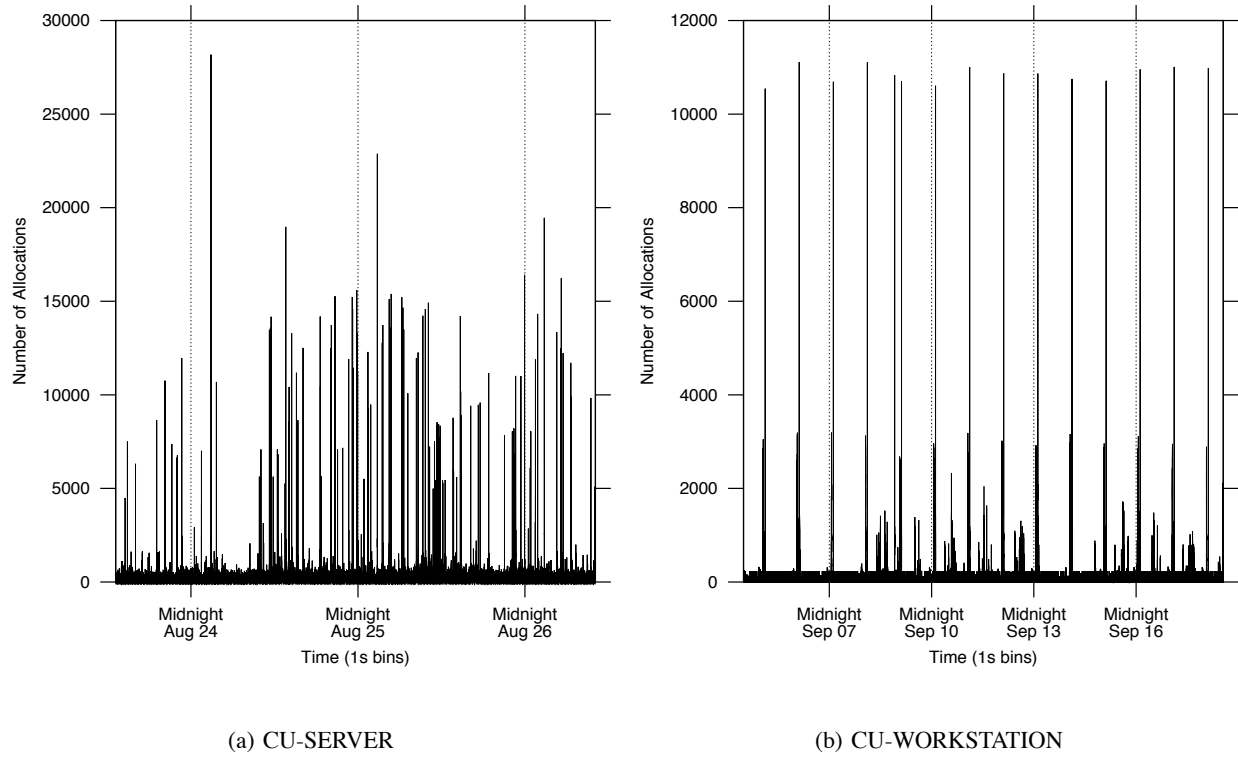 30000
25000
20000
15000
10000
5000
0
Number of Allocations
Midnight Aug 24
Midnight Aug 25
Midnight Aug 26
Time (1s bins)
(a) CU-SERVER
12000
10000
8000
6000
4000
2000
0
Number of Allocations
Midnight Sep 07
Midnight Sep 10
Midnight Sep 13
Midnight Sep 16
Time (1s bins)
(b) CU-WORKSTATION